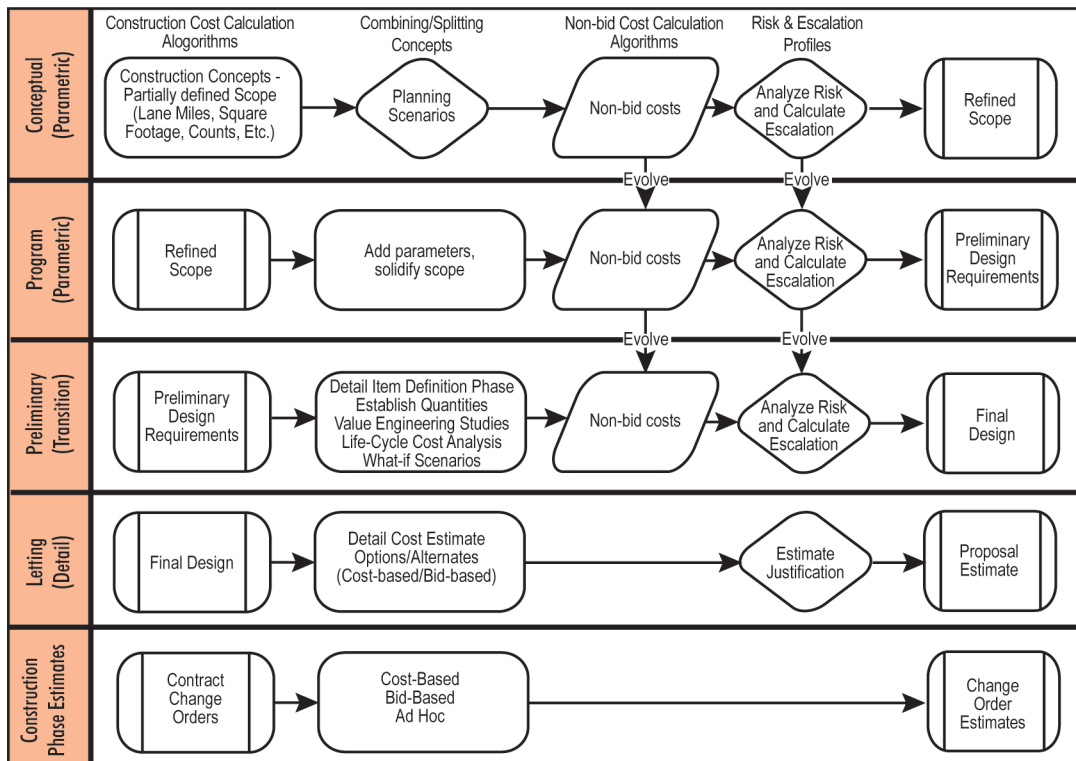 Construction Cost Calculation
Alogorithms
Combining/Splitting
Concepts
Non-bid Cost Calculation
Algorithms
Risk & Escalation
Profiles
Conceptual
(Parametric)
Construction Concepts -
Partially defined Scope
(Lane Miles, Square
Footage, Counts, Etc.)
Planning
Scenarios
Non-bid costs
Analyze Risk
and Calculate
Escalation
Refined
Scope
Evolve
Evolve
Program
(Parametric)
Refined
Scope
Add parameters,
solidify scope
Non-bid costs
Analyze Risk
and Calculate
Escalation
Preliminary
Design
Requirements
Evolve
Evolve
Preliminary
(Transition)
Preliminary
Design
Requirements
Detail Item Definition Phase
Establish Quantities
Value Engineering Studies
Life-Cycle Cost Analysis
What-if Scenarios
Non-bid costs
Analyze Risk
and Calculate
Escalation
Final
Design
Letting
(Detail)
Final Design
Detail Cost Estimate
Options/Alternates
(Cost-based/Bid-based)
Estimate
Justification
Proposal
Estimate
Construction
Phase Estimates
Contract
Change
Orders
Cost-Based
Bid-Based
Ad Hoc
Change
Order
Estimates